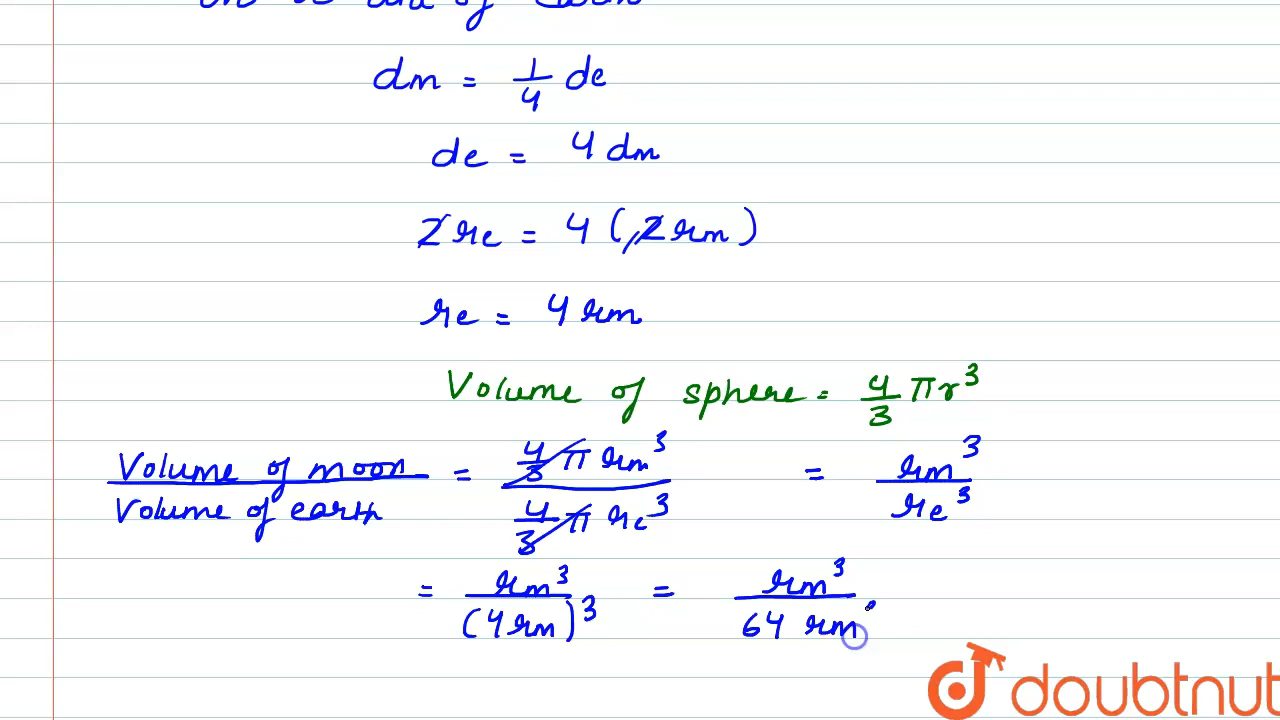 of
dm = 1/4 de
de = 4 dm
2re = 4 (2rm)
re = 4rm
Volume of sphere = 4/3 πr³
Volume of moon / Volume of earth = 4/3 π rm³ / 4/3 π re³ = rm³ / re³
= rm³ / (4rm)³ = rm³ / 64 rm
doubtnut